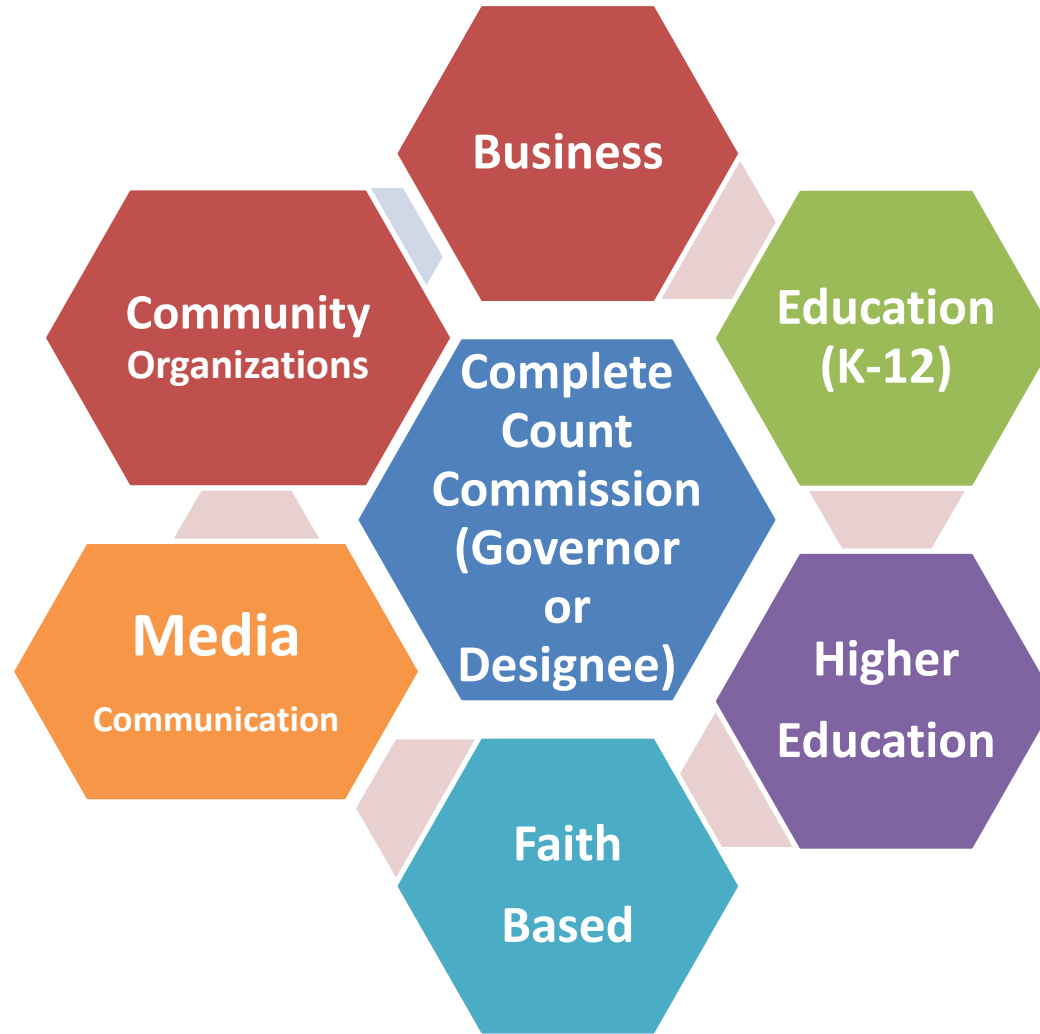 Business
Community
Organizations
Education
(K-12)
Complete
Count
Commission
(Governor
or
Designee)
Media
Communication
Higher
Education
Faith
Based